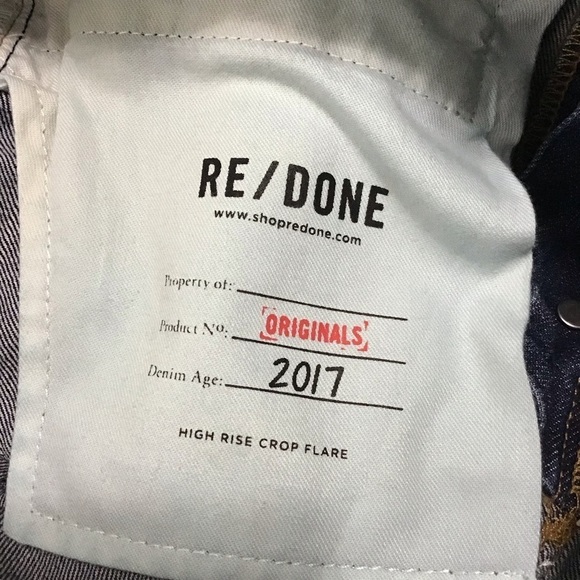 RE/DONE
www.shopredone.com
Property of:
Product No. ORIGINALS
Denim Age: 2017
HIGH RISE CROP FLARE